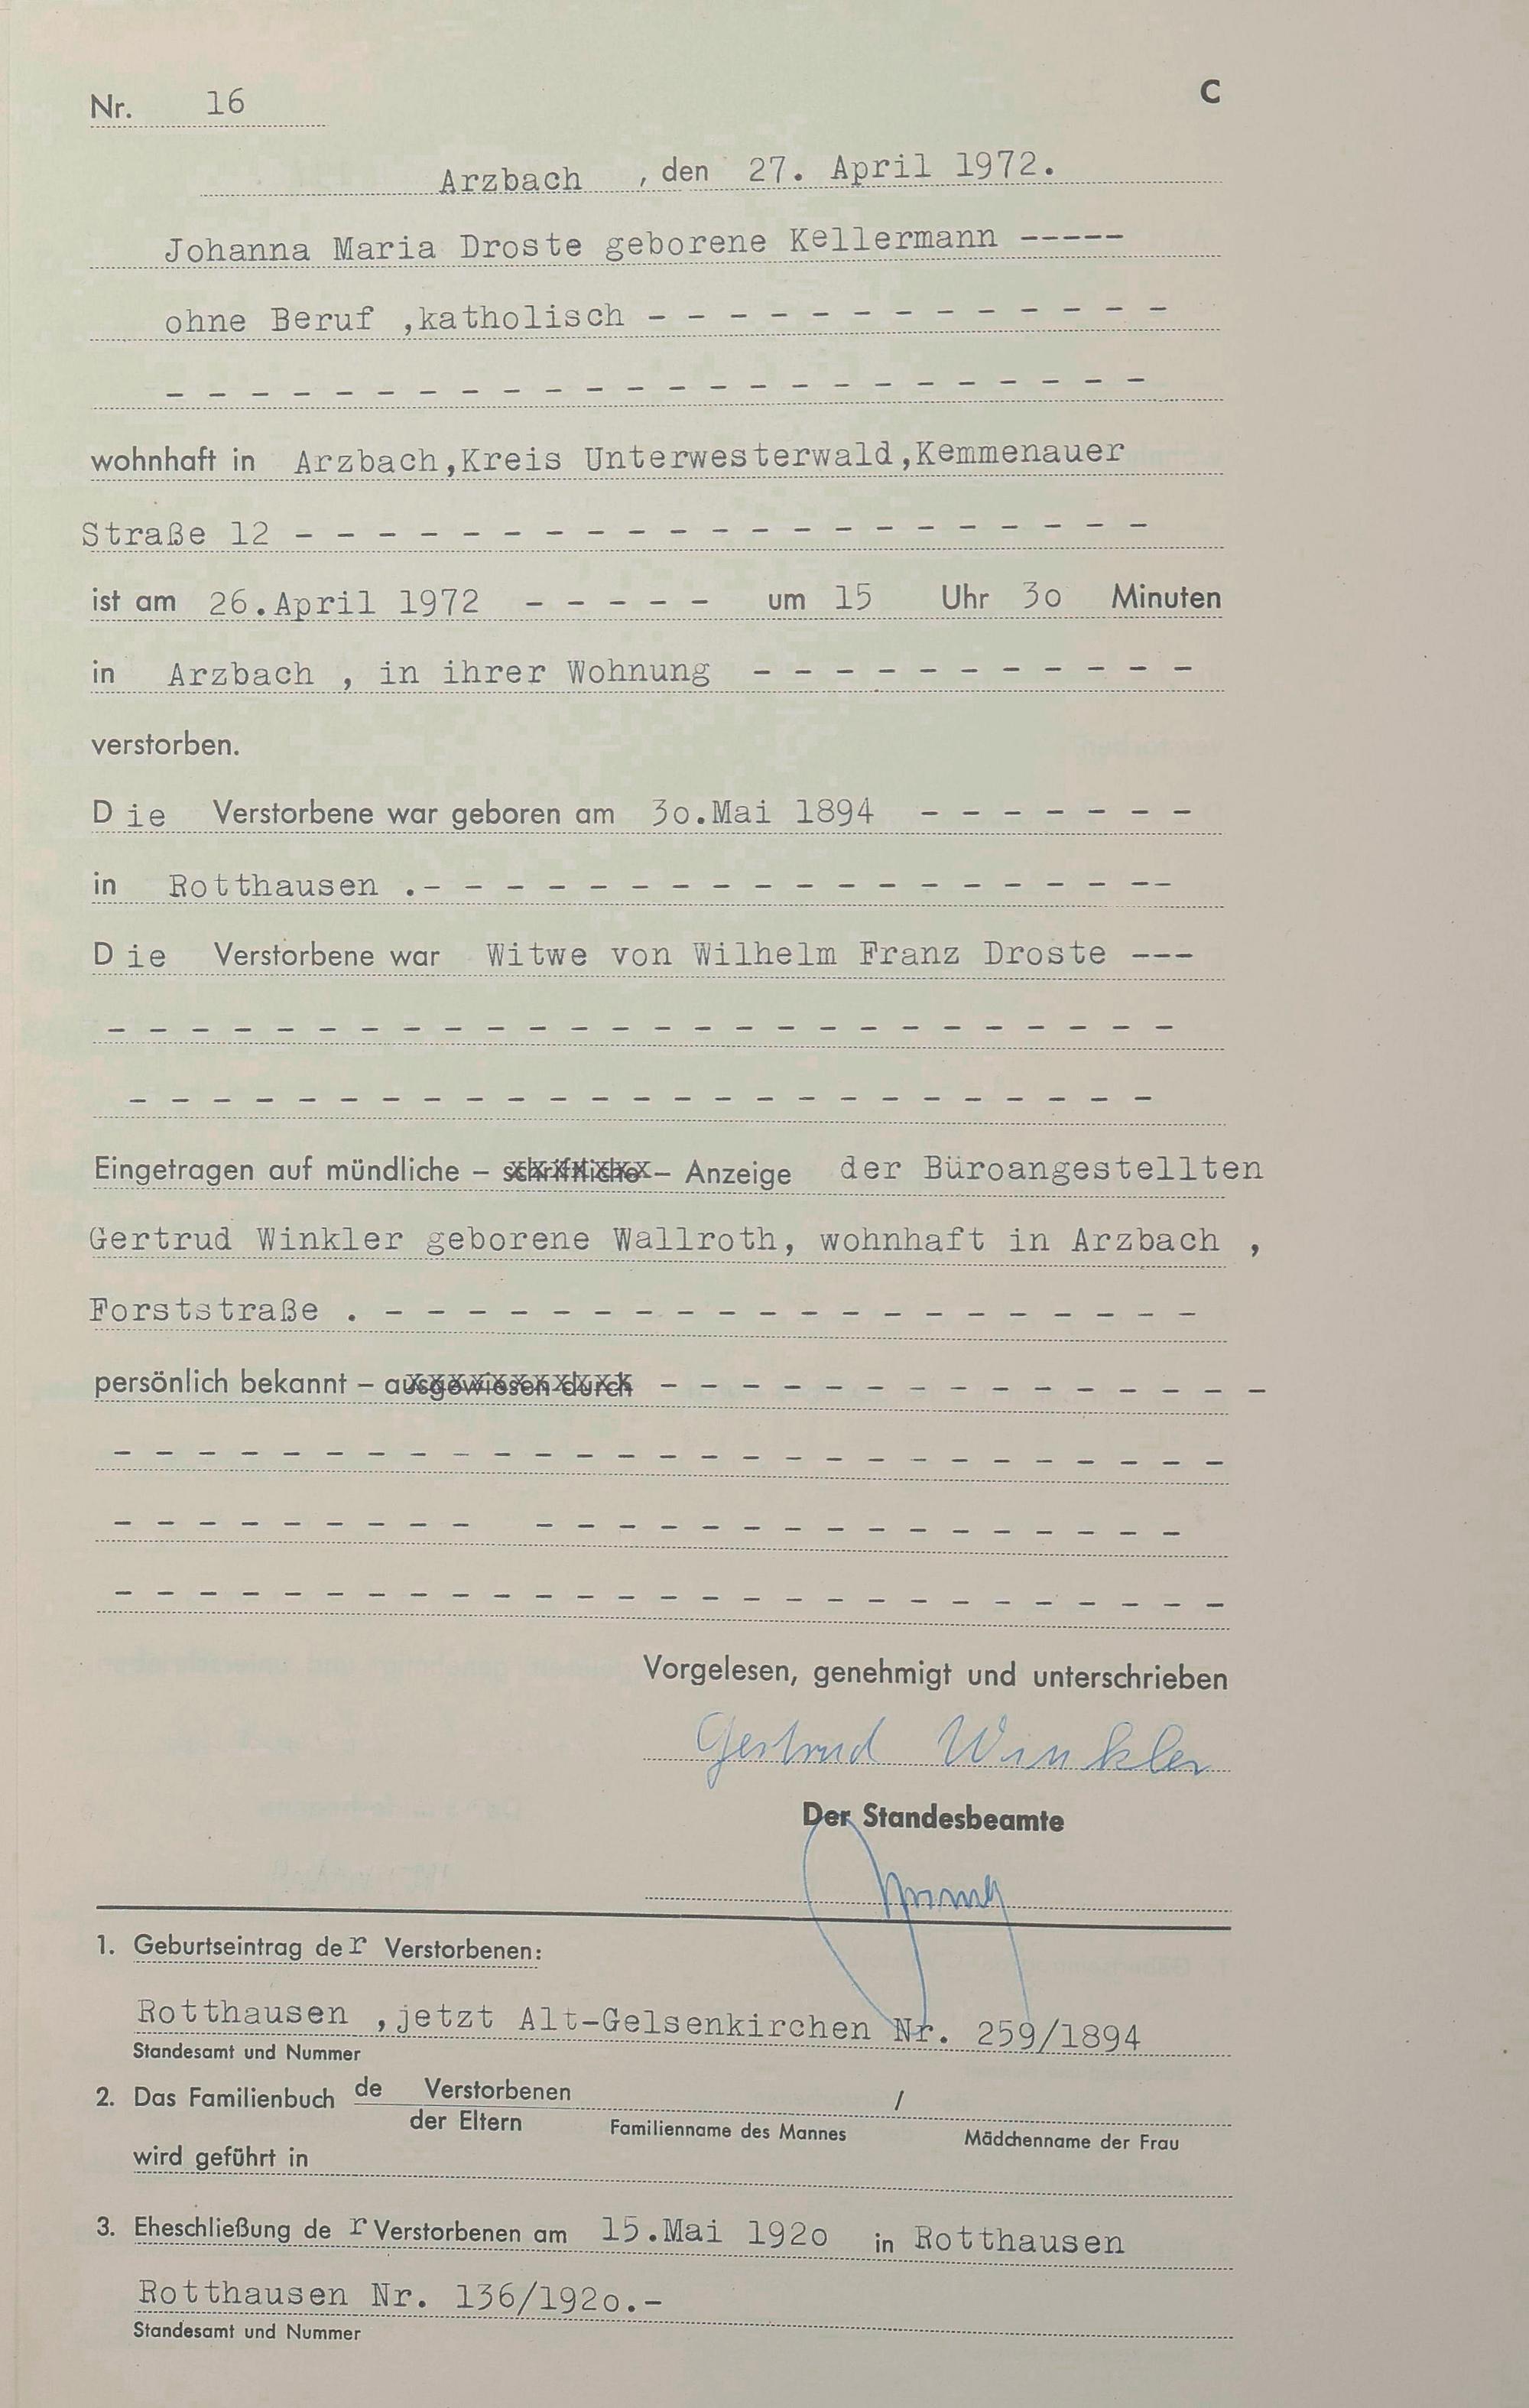 Nr. 16 C
Arzbach , den 27. April 1972.
Johanna Maria Droste geborene Kellermann -----
ohne Beruf ,katholisch - - - - - - - - - - - - -
- - - - - - - - - - - - - - - - - - - - - - - -
wohnhaft in Arzbach,Kreis Unterwesterwald,Kemmenauer
Straße 12 - - - - - - - - - - - - - - - - - - - - -
ist am 26.April 1972 - - - - - um 15 Uhr 3o Minuten
in Arzbach , in ihrer Wohnung - - - - - - - - - - -
verstorben.
Die Verstorbene war geboren am 3o.Mai 1894 - - - - - - -
in Rotthausen .- - - - - - - - - - - - - - - - - - --
Die Verstorbene war Witwe von Wilhelm Franz Droste ---
- - - - - - - - - - - - - - - - - - - - - - - - - -
- - - - - - - - - - - - - - - - - - - - - - - - -
Eingetragen auf mündliche – schriftliche – Anzeige der Büroangestellten
Gertrud Winkler geborene Wallroth, wohnhaft in Arzbach ,
Forststraße . - - - - - - - - - - - - - - - - - - - -
persönlich bekannt – ausgewiesen durch - - - - - - - - - - - - - - -
- - - - - - - - - - - - - - - - - - - - - - - - - - -
- - - - - - - - - - - - - - - - - - - - - - - - -
- - - - - - - - - - - - - - - - - - - - - - - - - - -
Vorgelesen, genehmigt und unterschrieben
Gertrud Winkler
Der Standesbeamte
1. Geburtseintrag der Verstorbenen:
Rotthausen ,jetzt Alt-Gelsenkirchen Nr. 259/1894
Standesamt und Nummer
2. Das Familienbuch de Verstorbenen /
der Eltern Familienname des Mannes Mädchenname der Frau
wird geführt in
3. Eheschließung der Verstorbenen am 15.Mai 192o in Rotthausen
Rotthausen Nr. 136/192o.-
Standesamt und Nummer